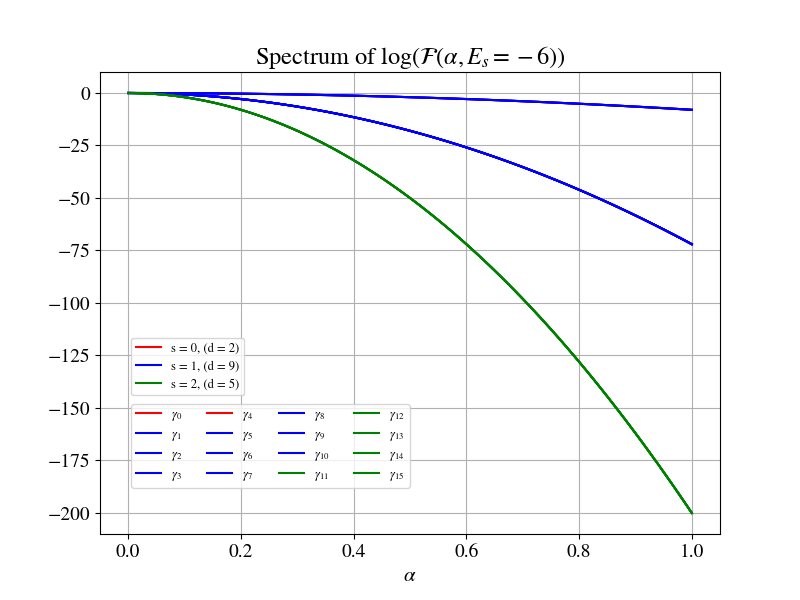 Spectrum of log(𝓕(α, E_s = −6))
0
−25
−50
−75
−100
−125
−150
−175
−200
s = 0, (d = 2)
s = 1, (d = 9)
s = 2, (d = 5)
γ₀ γ₄ γ₈ γ₁₂
γ₁ γ₅ γ₉ γ₁₃
γ₂ γ₆ γ₁₀ γ₁₄
γ₃ γ₇ γ₁₁ γ₁₅
0.0 0.2 0.4 0.6 0.8 1.0
α